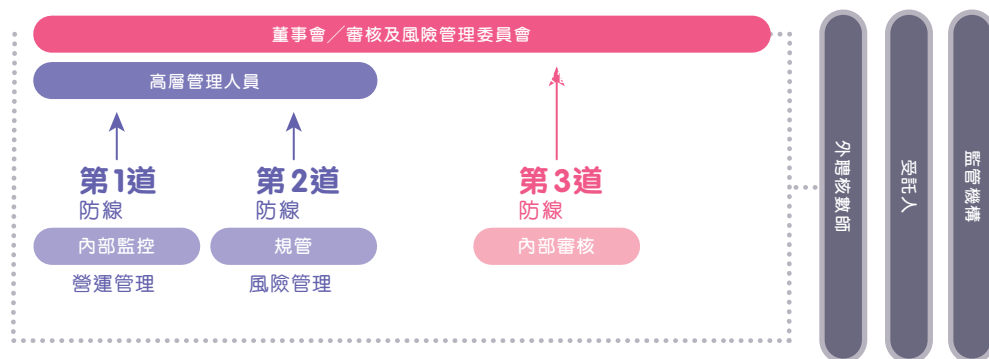 董事會／審核及風險管理委員會
高層管理人員
第1道
防線
內部監控
營運管理
第2道
防線
規管
風險管理
第3道
防線
內部審核
外聘核數師
受託人
監管機構